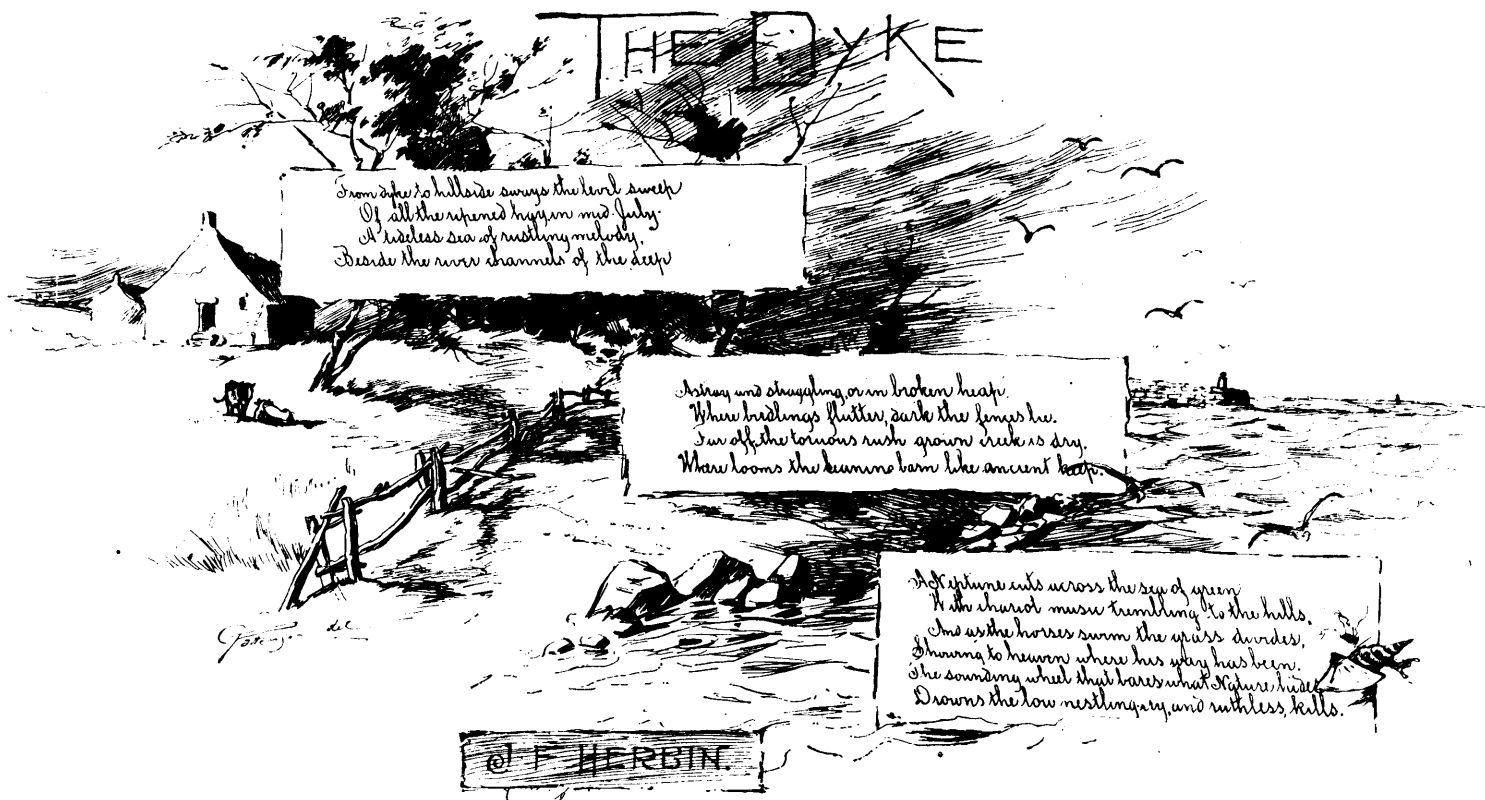 THE DYKE
From dyke to hillside sways the level sweep
Of all the ripened hay in mid-July.
A tideless sea of rustling melody,
Beside the river channels of the deep
Astray and straggling, or in broken heap.
Where birdlings flutter, dark the fences lie.
Far off, the tortuous rush grown creek is dry.
Where looms the leaning barn like ancient keep.
A Neptune cuts across the sea of green
With chariot music trembling to the hills,
And as the horses swim the grass divides,
Showing to heaven where his way has been.
The sounding wheel that bares what Nature hides
Drowns the low nestling-cry, and ruthless, kills.
del
J F HERBIN.